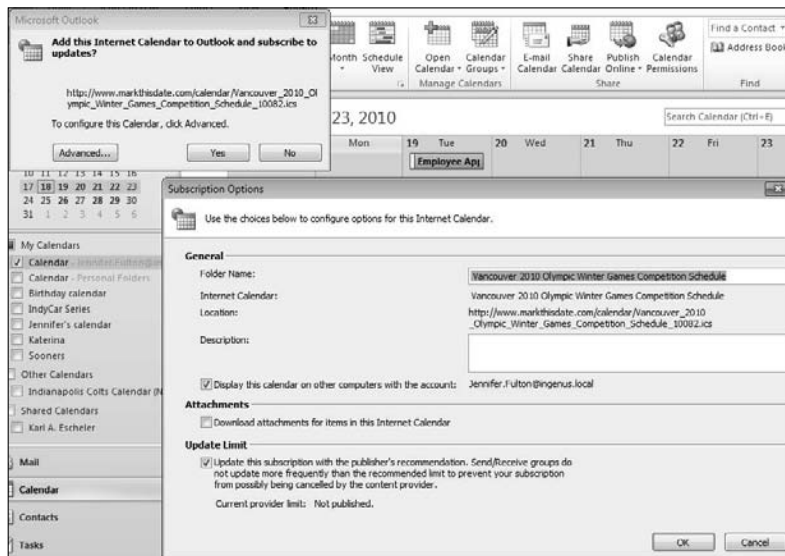 Microsoft Outlook
Add this Internet Calendar to Outlook and subscribe to
updates?
http://www.markthisdate.com/calendar/Vancouver_2010_Ol
ympic_Winter_Games_Competition_Schedule_10082.ics
To configure this Calendar, click Advanced.
Advanced...
Yes
No
Month
Schedule
View
Open
Calendar
Calendar
Groups
Manage Calendars
E-mail
Calendar
Share
Calendar
Publish
Online
Calendar
Permissions
Share
Find a Contact
Address Book
Find
23, 2010
Search Calendar (Ctrl+E)
Mon
19 Tue
20 Wed
21 Thu
22 Fri
23
Employee App
10 11 12 13 14 15 16
17 18 19 20 21 22 23
24 25 26 27 28 29 30
31 1 2 3 4 5 6
My Calendars
Calendar - Jennifer.Fulton@in
Calendar - Personal Folders
Birthday calendar
IndyCar Series
Jennifer's calendar
Katerina
Sooners
Other Calendars
Indianapolis Colts Calendar (N
Shared Calendars
Karl A. Escheler
Mail
Calendar
Contacts
Tasks
Subscription Options
Use the choices below to configure options for this Internet Calendar.
General
Folder Name:
Vancouver 2010 Olympic Winter Games Competition Schedule
Internet Calendar:
Vancouver 2010 Olympic Winter Games Competition Schedule
Location:
http://www.markthisdate.com/calendar/Vancouver_2010
_Olympic_Winter_Games_Competition_Schedule_10082.ics
Description:
Display this calendar on other computers with the account:
Jennifer.Fulton@ingenus.local
Attachments
Download attachments for items in this Internet Calendar
Update Limit
Update this subscription with the publisher's recommendation. Send/Receive groups do
not update more frequently than the recommended limit to prevent your subscription
from possibly being cancelled by the content provider.
Current provider limit: Not published.
OK
Cancel